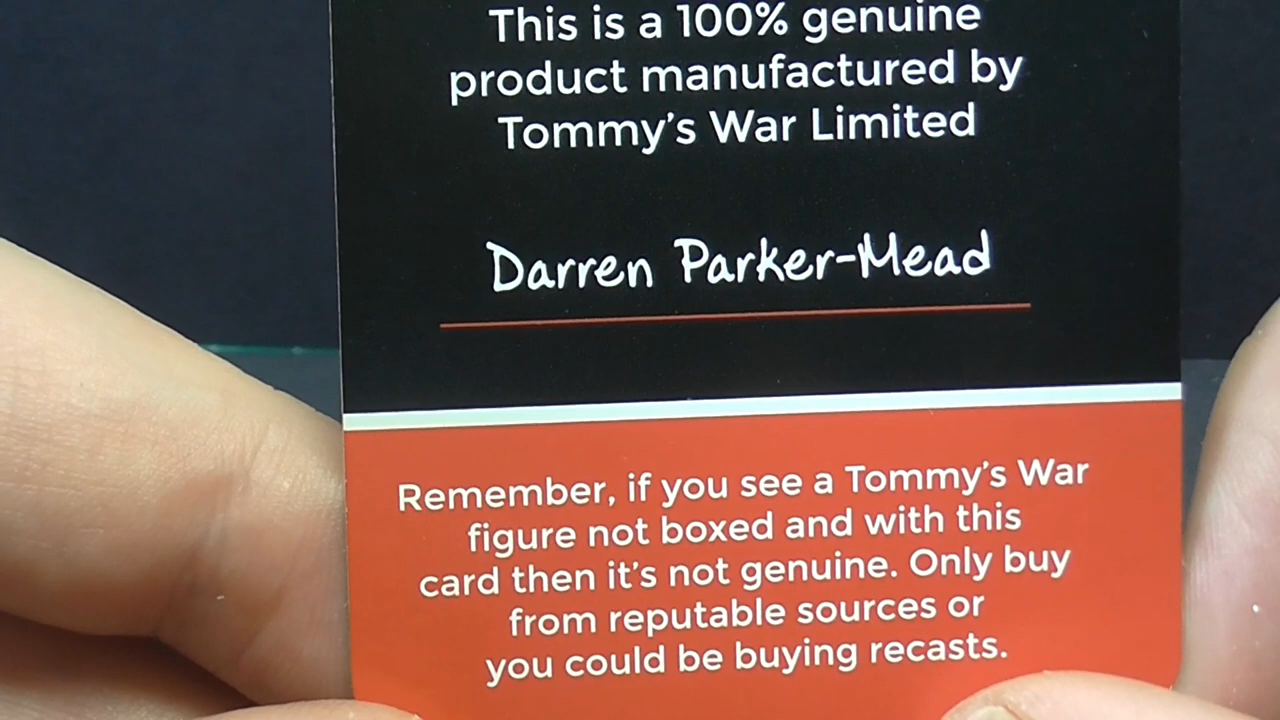 This is a 100% genuine
product manufactured by
Tommy's War Limited
Darren Parker-Mead
Remember, if you see a Tommy's War
figure not boxed and with this
card then it's not genuine. Only buy
from reputable sources or
you could be buying recasts.